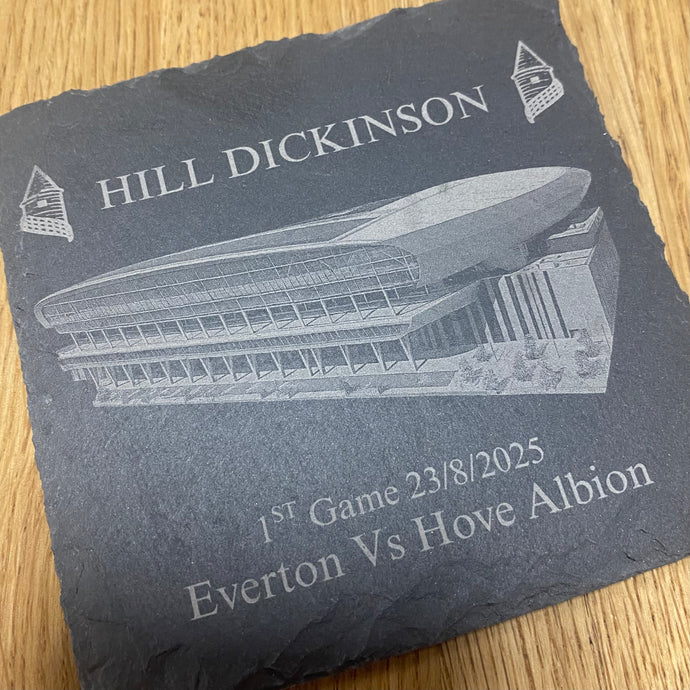 HILL DICKINSON
1ST Game 23/8/2025
Everton Vs Hove Albion